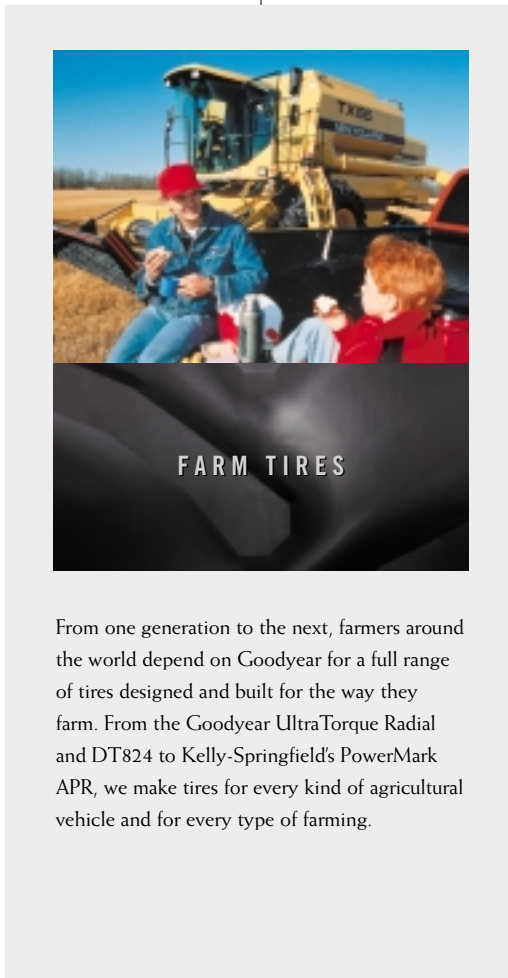 TX66
NEW HOLLAND
FARM TIRES
From one generation to the next, farmers around
the world depend on Goodyear for a full range
of tires designed and built for the way they
farm. From the Goodyear UltraTorque Radial
and DT824 to Kelly-Springfield's PowerMark
APR, we make tires for every kind of agricultural
vehicle and for every type of farming.